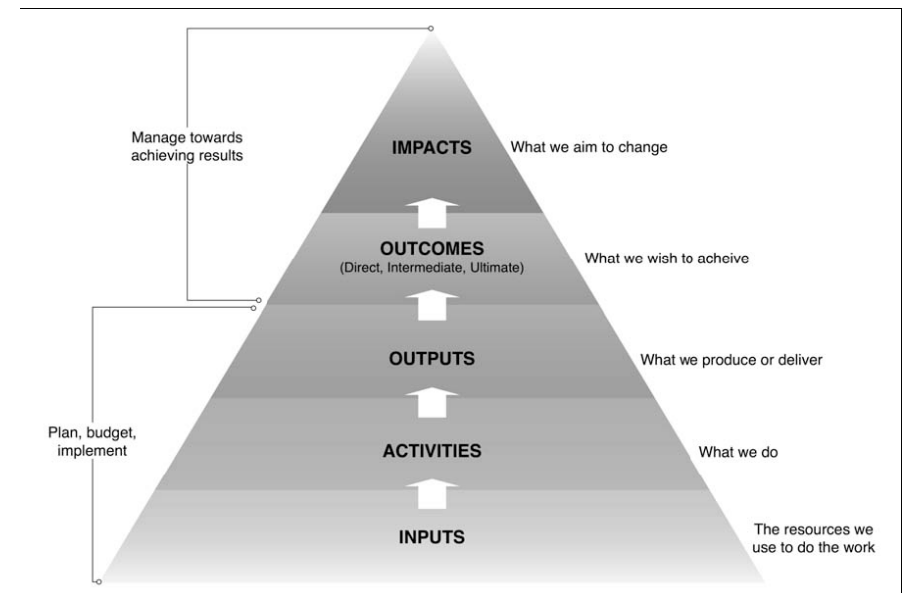 Manage towards
achieving results
IMPACTS
What we aim to change
OUTCOMES
(Direct, Intermediate, Ultimate)
What we wish to acheive
OUTPUTS
What we produce or deliver
Plan, budget,
implement
ACTIVITIES
What we do
INPUTS
The resources we
use to do the work